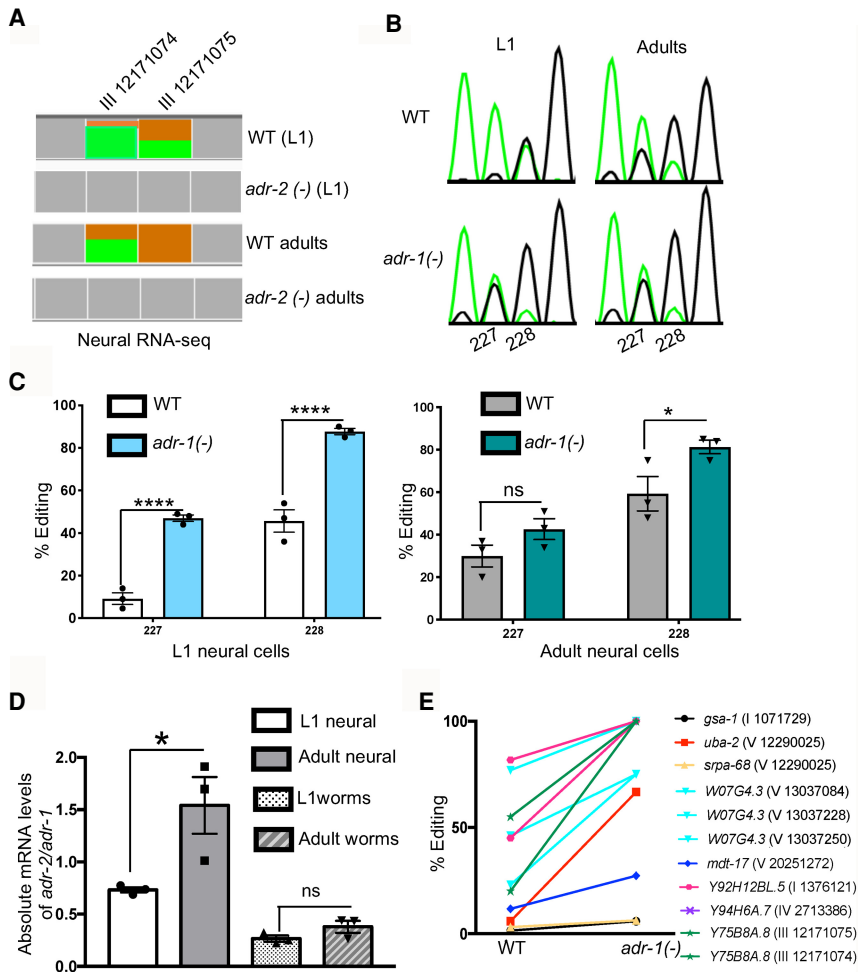 A
III 12171074
III 12171075
WT (L1)
adr-2 (-) (L1)
WT adults
adr-2 (-) adults
Neural RNA-seq
B
L1
Adults
WT
adr-1(-)
227
228
227
228
C
WT
adr-1(-)
100
80
60
40
20
0
% Editing
****
****
227
228
L1 neural cells
WT
adr-1(-)
100
80
60
40
20
0
% Editing
ns
*
227
228
Adult neural cells
D
L1 neural
Adult neural
L1worms
Adult worms
2.0
1.5
1.0
0.5
0.0
Absolute mRNA levels
of adr-2/adr-1
*
ns
E
100
50
0
% Editing
WT
adr-1(-)
gsa-1 (I 1071729)
uba-2 (V 12290025)
srpa-68 (V 12290025)
W07G4.3 (V 13037084)
W07G4.3 (V 13037228)
W07G4.3 (V 13037250)
mdt-17 (V 20251272)
Y92H12BL.5 (I 1376121)
Y94H6A.7 (IV 2713386)
Y75B8A.8 (III 12171075)
Y75B8A.8 (III 12171074)